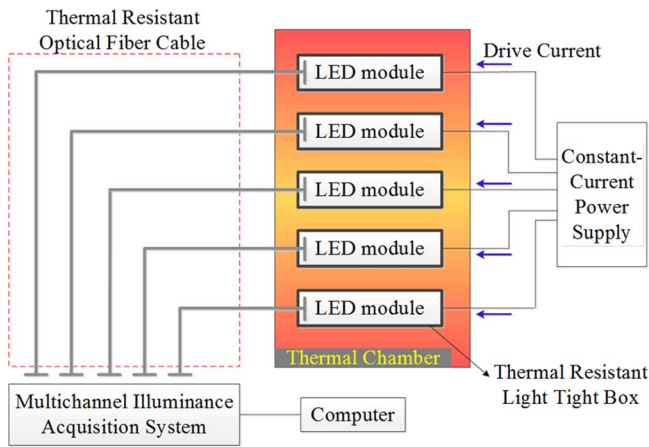 Thermal Resistant
Optical Fiber Cable
Drive Current
LED module
LED module
LED module
LED module
LED module
Constant-
Current
Power
Supply
Thermal Chamber
Thermal Resistant
Light Tight Box
Multichannel Illuminance
Acquisition System
Computer